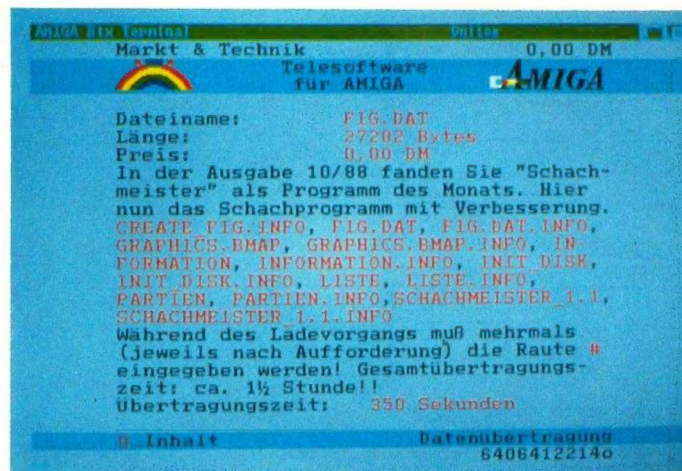 AMIGA Btx Terminal Online
Markt & Technik 0,00 DM
Telesoftware
für AMIGA AMIGA
Dateiname: FIG.DAT
Länge: 27202 Bytes
Preis: 0,00 DM
In der Ausgabe 10/88 fanden Sie "Schach-
meister" als Programm des Monats. Hier
nun das Schachprogramm mit Verbesserung.
CREATE_FIG.INFO, FIG.DAT, FIG.DAT.INFO,
GRAPHICS.BMAP, GRAPHICS.BMAP.INFO, IN-
FORMATION, INFORMATION.INFO, INIT_DISK,
INIT_DISK.INFO, LISTE, LISTE.INFO,
PARTIEN, PARTIEN.INFO,SCHACHMEISTER_1.1,
SCHACHMEISTER_1.1.INFO
Während des Ladevorgangs muß mehrmals
(jeweils nach Aufforderung) die Raute #
eingegeben werden! Gesamtübertragungs-
zeit: ca. 1½ Stunde!!
Übertragungszeit: 350 Sekunden
0 Inhalt Datenübertragung
6406412214o